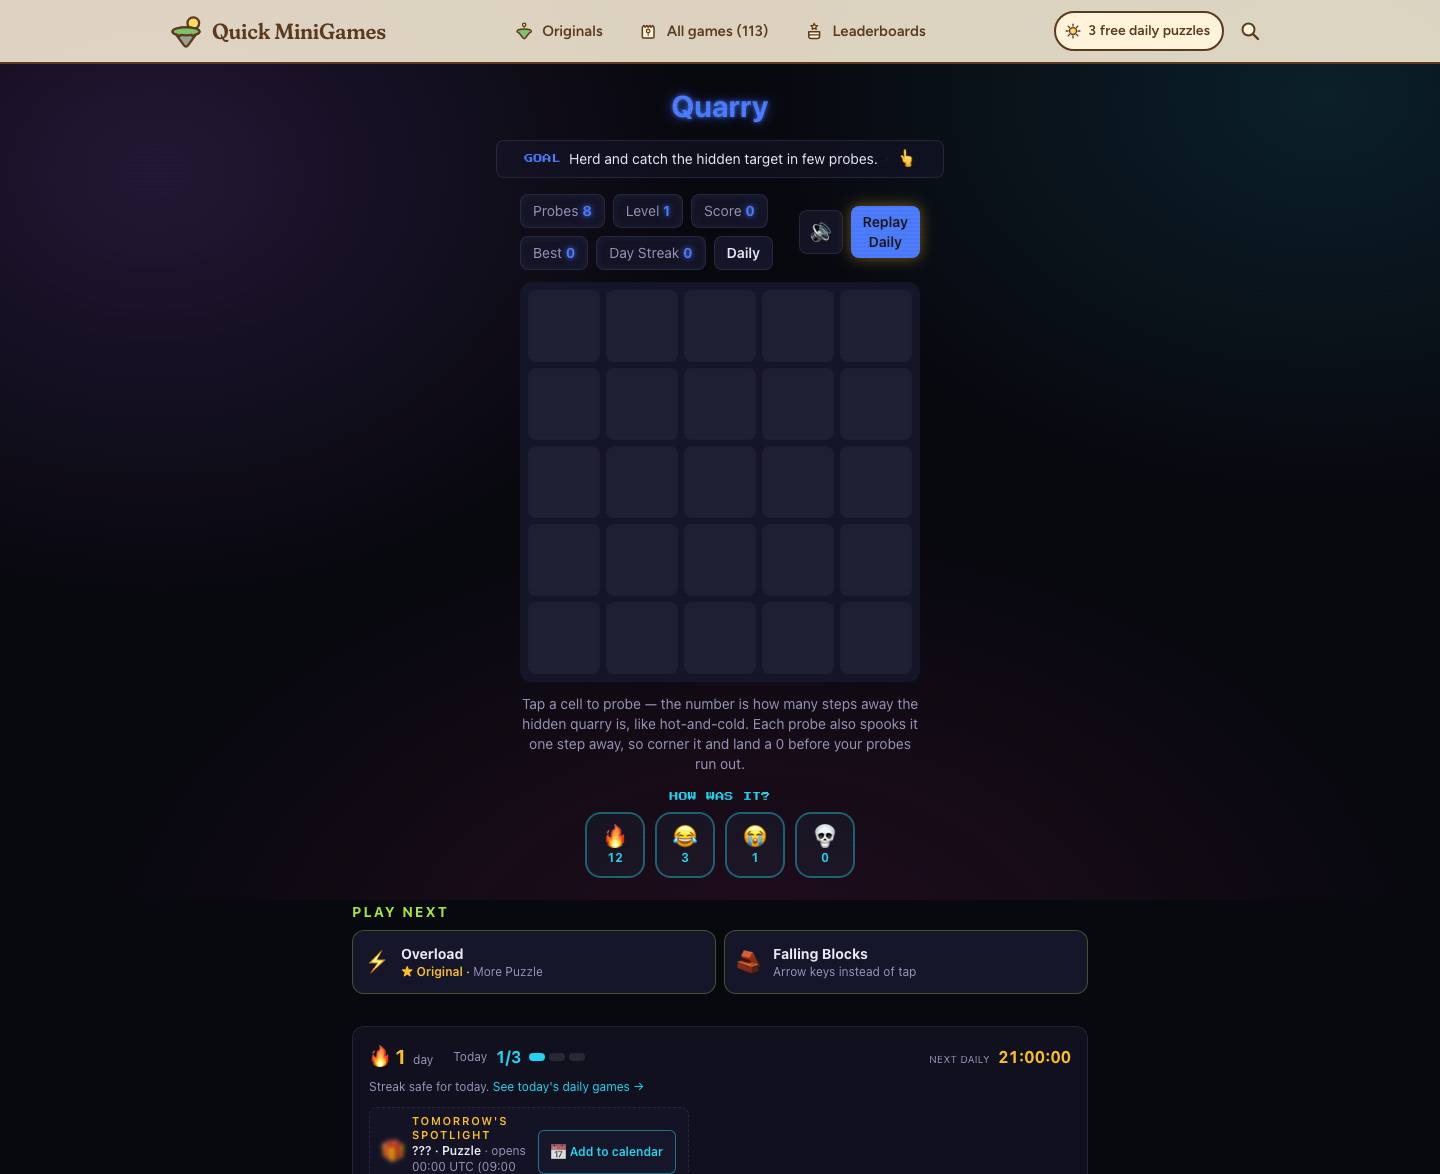 Quick MiniGames
Originals
All games (113)
Leaderboards
3 free daily puzzles
Quarry
GOAL Herd and catch the hidden target in few probes.
Probes 8
Level 1
Score 0
Best 0
Day Streak 0
Daily
Replay
Daily
Tap a cell to probe — the number is how many steps away the
hidden quarry is, like hot-and-cold. Each probe also spooks it
one step away, so corner it and land a 0 before your probes
run out.
HOW WAS IT?
12
3
1
0
PLAY NEXT
Overload
Original · More Puzzle
Falling Blocks
Arrow keys instead of tap
1 day
Today 1/3
NEXT DAILY 21:00:00
Streak safe for today. See today's daily games →
TOMORROW'S
SPOTLIGHT
??? · Puzzle · opens
00:00 UTC (09:00
Add to calendar